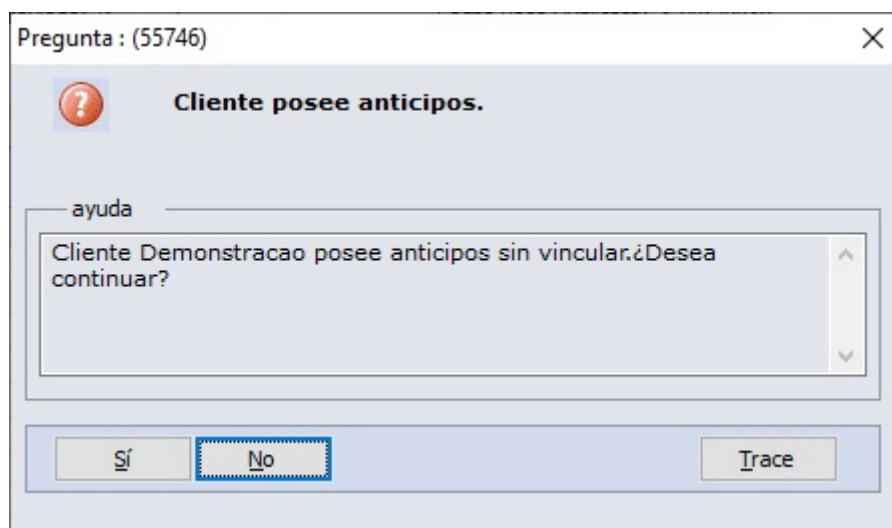 Pregunta : (55746)
Cliente posee anticipos.
ayuda
Cliente Demonstracao posee anticipos sin vincular.¿Desea
continuar?
Sí No Trace